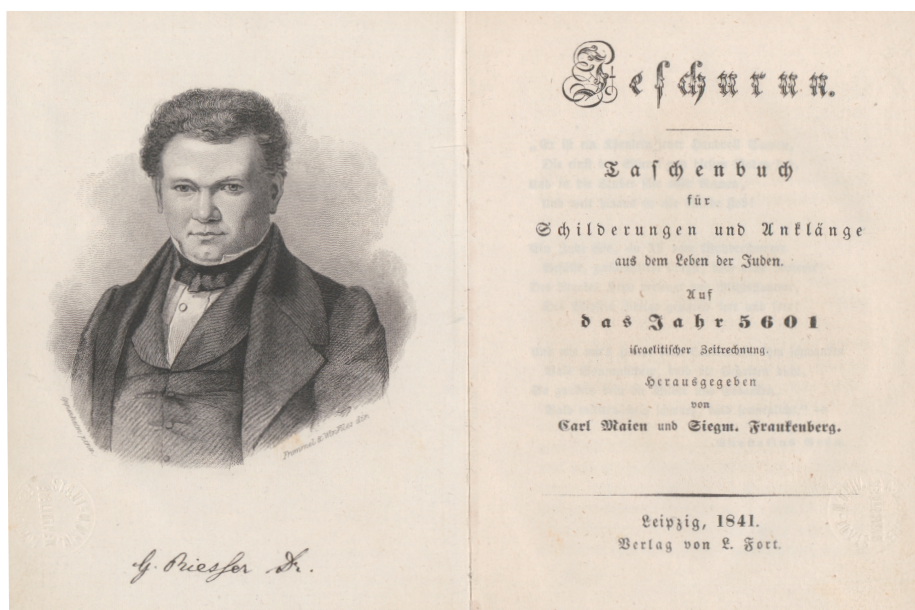 G. Riesser Dr.
Jeschurun.
Taschenbuch
für
Schilderungen und Anklänge
aus dem Leben der Juden.
Auf
das Jahr 5601
israelitischer Zeitrechnung.
Herausgegeben
von
Carl Maien und Siegm. Frankenberg.
Leipzig, 1841.
Verlag von L. Fort.